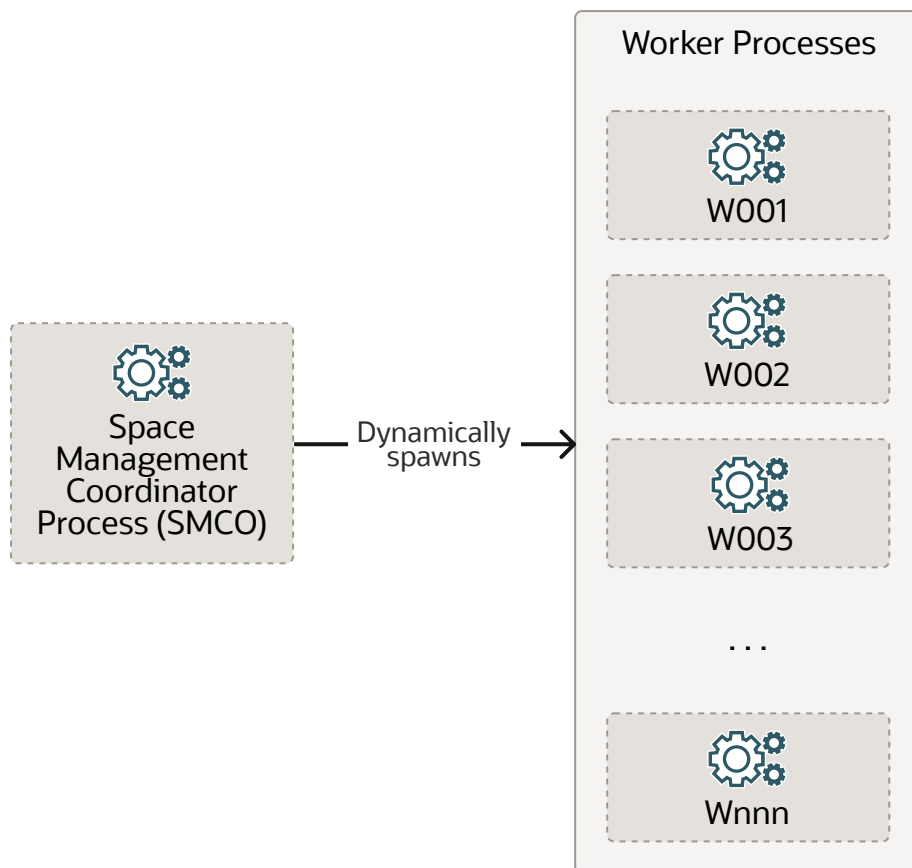 Worker Processes
W001
W002
Space
Management
Coordinator
Process (SMCO)
Dynamically
spawns
W003
...
Wnnn